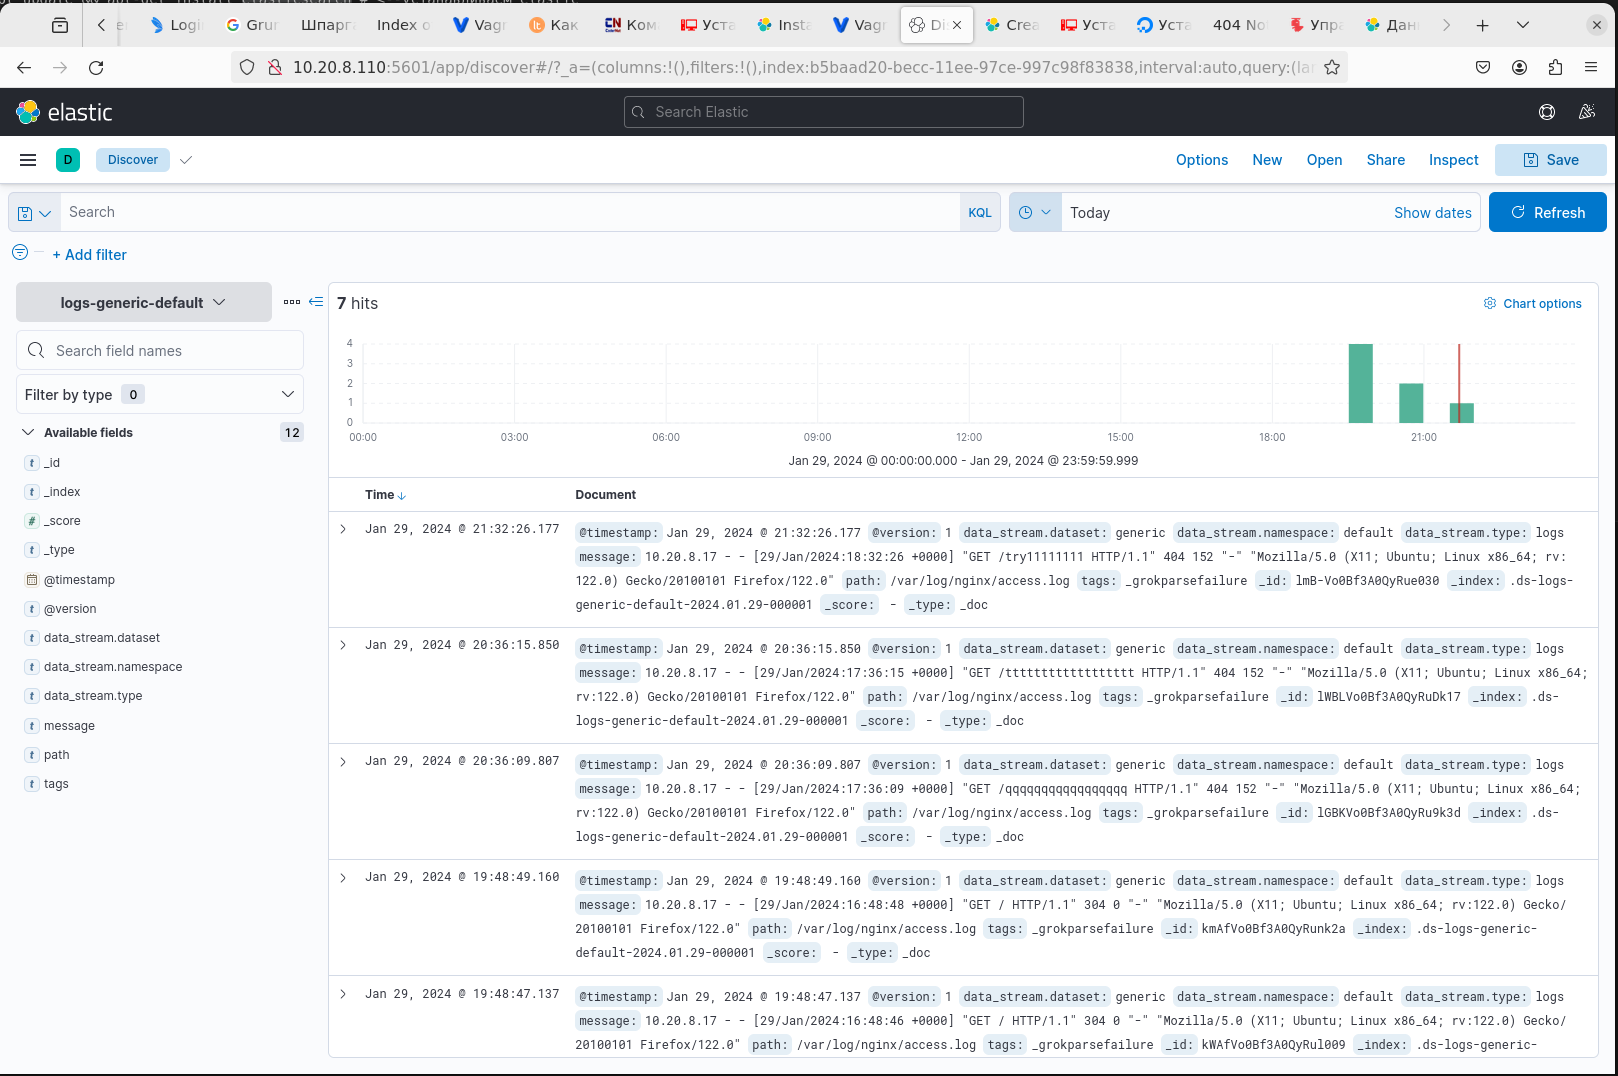 Logi
Grur
Шпарг
Index o
Vagr
Как
Ком
Уста
Insta
Vagr
Di
Crea
Уста
Уста
404 No
Упра
Дан
10.20.8.110:5601/app/discover#/?_a=(columns:!(),filters:!(),index:b5baad20-becc-11ee-97ce-997c98f83838,interval:auto,query:(lan
elastic
Search Elastic
D
Discover
Options
New
Open
Share
Inspect
Save
Search
KQL
Today
Show dates
Refresh
+ Add filter
logs-generic-default
Search field names
Filter by type 0
Available fields 12
t _id
t _index
# _score
t _type
@timestamp
t @version
t data_stream.dataset
t data_stream.namespace
t data_stream.type
t message
t path
t tags
7 hits
Chart options
4
3
2
1
0
00:00 03:00 06:00 09:00 12:00 15:00 18:00 21:00
Jan 29, 2024 @ 00:00:00.000 - Jan 29, 2024 @ 23:59:59.999
Time Document
Jan 29, 2024 @ 21:32:26.177
@timestamp: Jan 29, 2024 @ 21:32:26.177 @version: 1 data_stream.dataset: generic data_stream.namespace: default data_stream.type: logs
message: 10.20.8.17 - - [29/Jan/2024:18:32:26 +0000] "GET /try11111111 HTTP/1.1" 404 152 "-" "Mozilla/5.0 (X11; Ubuntu; Linux x86_64; rv:
122.0) Gecko/20100101 Firefox/122.0" path: /var/log/nginx/access.log tags: _grokparsefailure _id: lmB-Vo0Bf3A0QyRue030 _index: .ds-logs-
generic-default-2024.01.29-000001 _score: - _type: _doc
Jan 29, 2024 @ 20:36:15.850
@timestamp: Jan 29, 2024 @ 20:36:15.850 @version: 1 data_stream.dataset: generic data_stream.namespace: default data_stream.type: logs
message: 10.20.8.17 - - [29/Jan/2024:17:36:15 +0000] "GET /tttttttttttttttttt HTTP/1.1" 404 152 "-" "Mozilla/5.0 (X11; Ubuntu; Linux x86_64;
rv:122.0) Gecko/20100101 Firefox/122.0" path: /var/log/nginx/access.log tags: _grokparsefailure _id: lWBLVo0Bf3A0QyRuDk17 _index: .ds-
logs-generic-default-2024.01.29-000001 _score: - _type: _doc
Jan 29, 2024 @ 20:36:09.807
@timestamp: Jan 29, 2024 @ 20:36:09.807 @version: 1 data_stream.dataset: generic data_stream.namespace: default data_stream.type: logs
message: 10.20.8.17 - - [29/Jan/2024:17:36:09 +0000] "GET /qqqqqqqqqqqqqqqqq HTTP/1.1" 404 152 "-" "Mozilla/5.0 (X11; Ubuntu; Linux x86_64;
rv:122.0) Gecko/20100101 Firefox/122.0" path: /var/log/nginx/access.log tags: _grokparsefailure _id: lGBKVo0Bf3A0QyRu9k3d _index: .ds-
logs-generic-default-2024.01.29-000001 _score: - _type: _doc
Jan 29, 2024 @ 19:48:49.160
@timestamp: Jan 29, 2024 @ 19:48:49.160 @version: 1 data_stream.dataset: generic data_stream.namespace: default data_stream.type: logs
message: 10.20.8.17 - - [29/Jan/2024:16:48:48 +0000] "GET / HTTP/1.1" 304 0 "-" "Mozilla/5.0 (X11; Ubuntu; Linux x86_64; rv:122.0) Gecko/
20100101 Firefox/122.0" path: /var/log/nginx/access.log tags: _grokparsefailure _id: kmAfVo0Bf3A0QyRunk2a _index: .ds-logs-generic-
default-2024.01.29-000001 _score: - _type: _doc
Jan 29, 2024 @ 19:48:47.137
@timestamp: Jan 29, 2024 @ 19:48:47.137 @version: 1 data_stream.dataset: generic data_stream.namespace: default data_stream.type: logs
message: 10.20.8.17 - - [29/Jan/2024:16:48:46 +0000] "GET / HTTP/1.1" 304 0 "-" "Mozilla/5.0 (X11; Ubuntu; Linux x86_64; rv:122.0) Gecko/
20100101 Firefox/122.0" path: /var/log/nginx/access.log tags: _grokparsefailure _id: kWAfVo0Bf3A0QyRul009 _index: .ds-logs-generic-